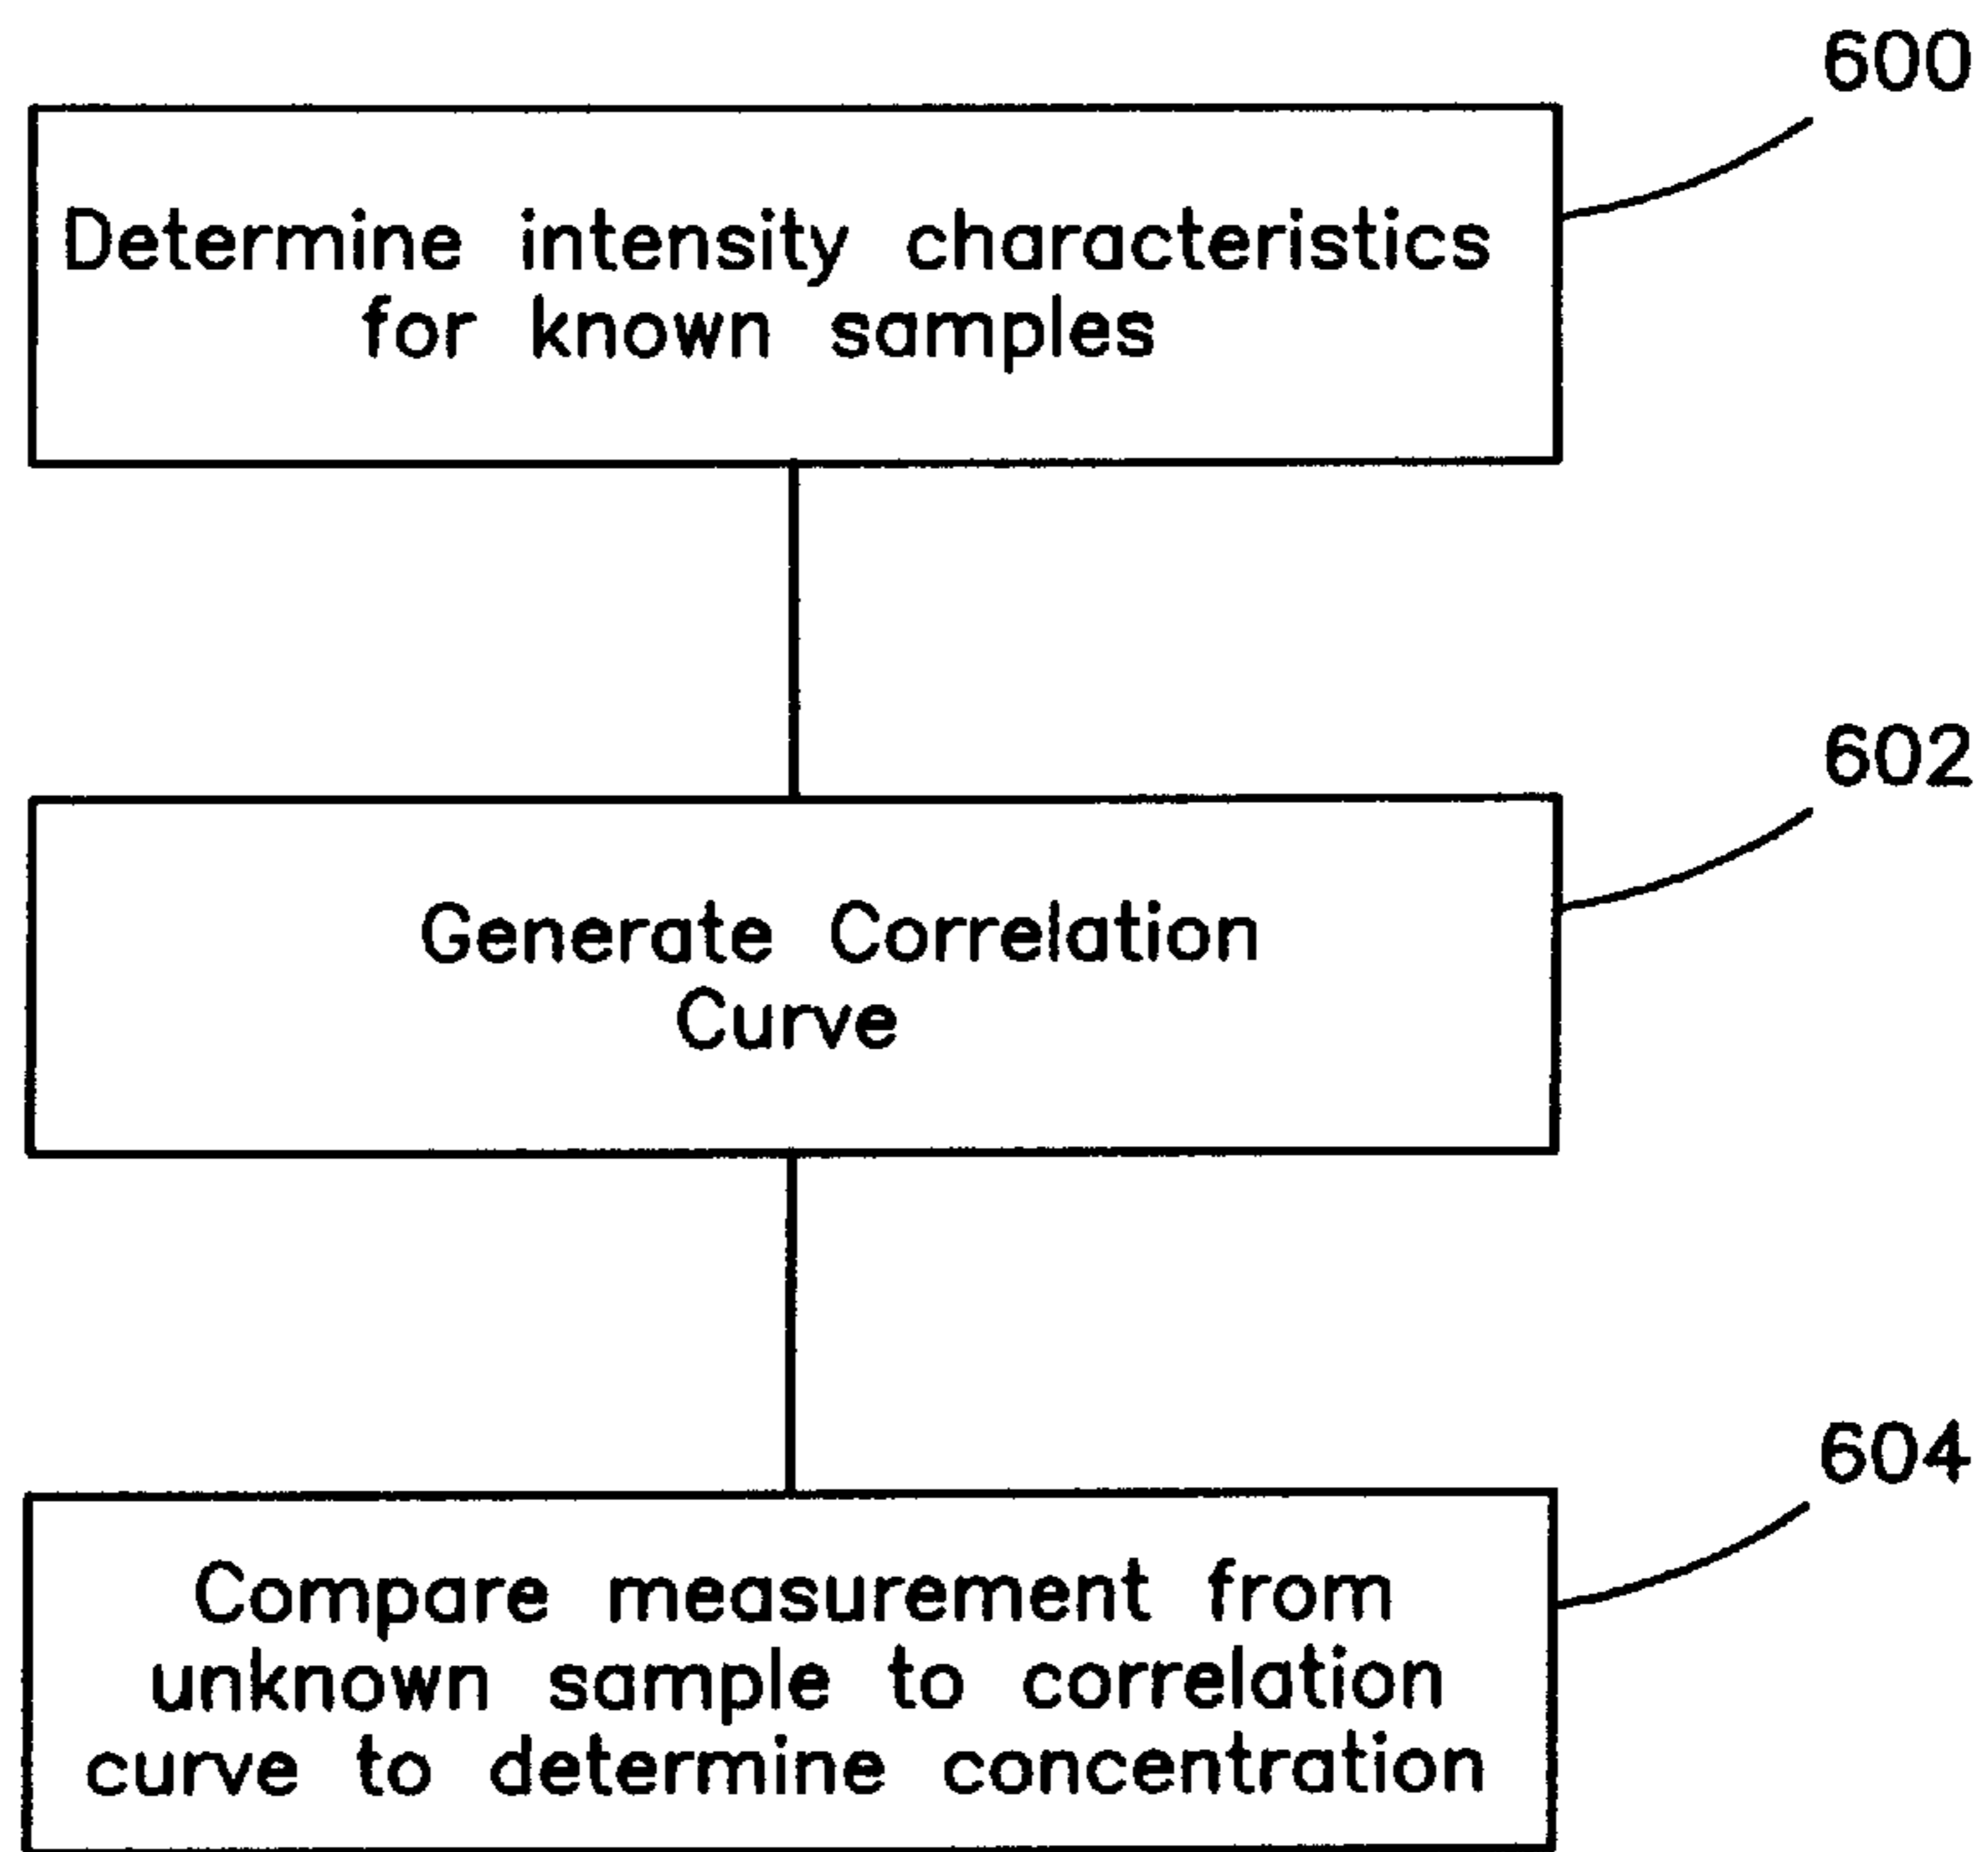 600
Determine intensity characteristics
for known samples
602
Generate Correlation
Curve
604
Compare measurement from
unknown sample to correlation
curve to determine concentration